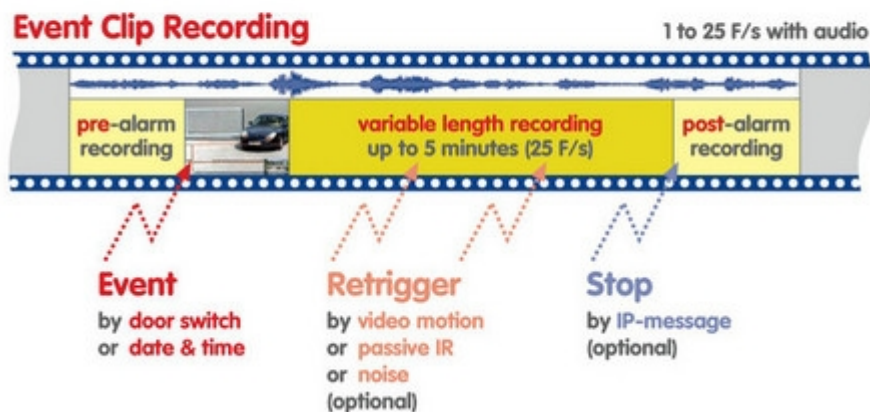 Event Clip Recording
1 to 25 F/s with audio
pre-alarm
recording
variable length recording
up to 5 minutes (25 F/s)
post-alarm
recording
Event
by door switch
or date & time
Retrigger
by video motion
or passive IR
or noise
(optional)
Stop
by IP-message
(optional)